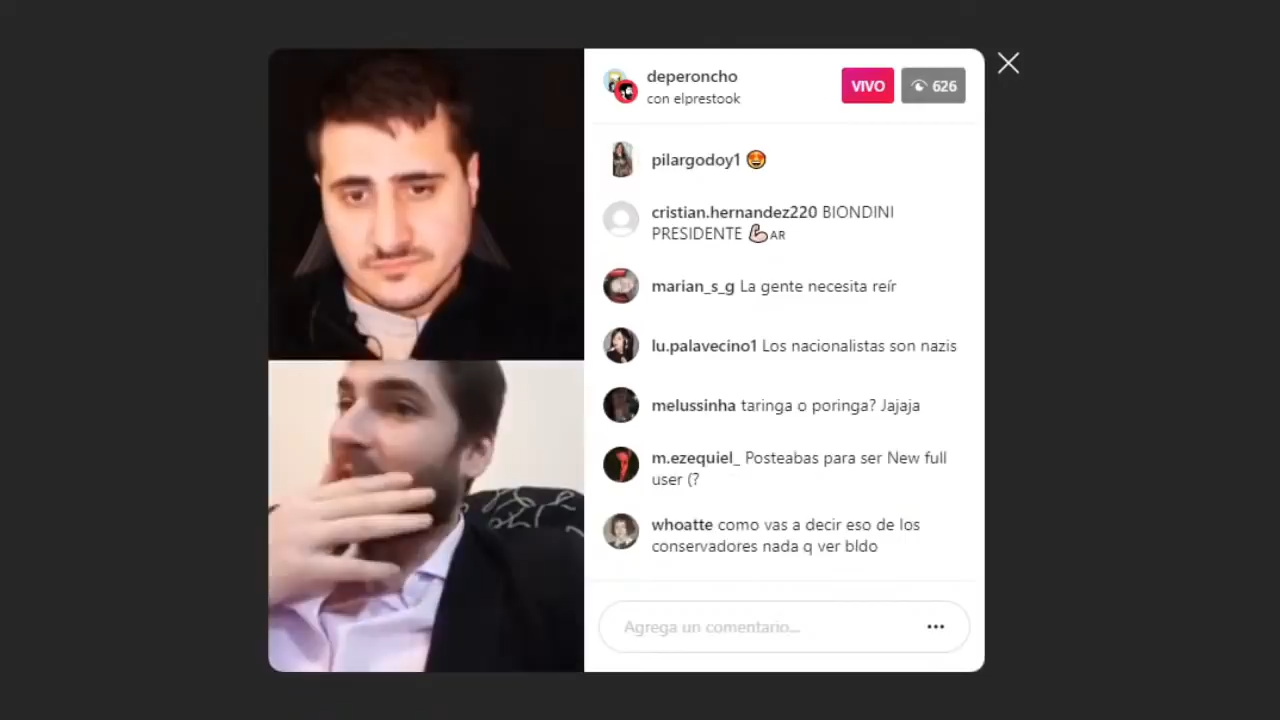 deperoncho
con elprestook
VIVO
626
pilargodoy1 🤩
cristian.hernandez220 BIONDINI
PRESIDENTE 💪🏻AR
marian_s_g La gente necesita reír
lu.palavecino1 Los nacionalistas son nazis
melussinha taringa o poringa? Jajaja
m.ezequiel_ Posteabas para ser New full
user (?
whoatte como vas a decir eso de los
conservadores nada q ver bldo
Agrega un comentario...